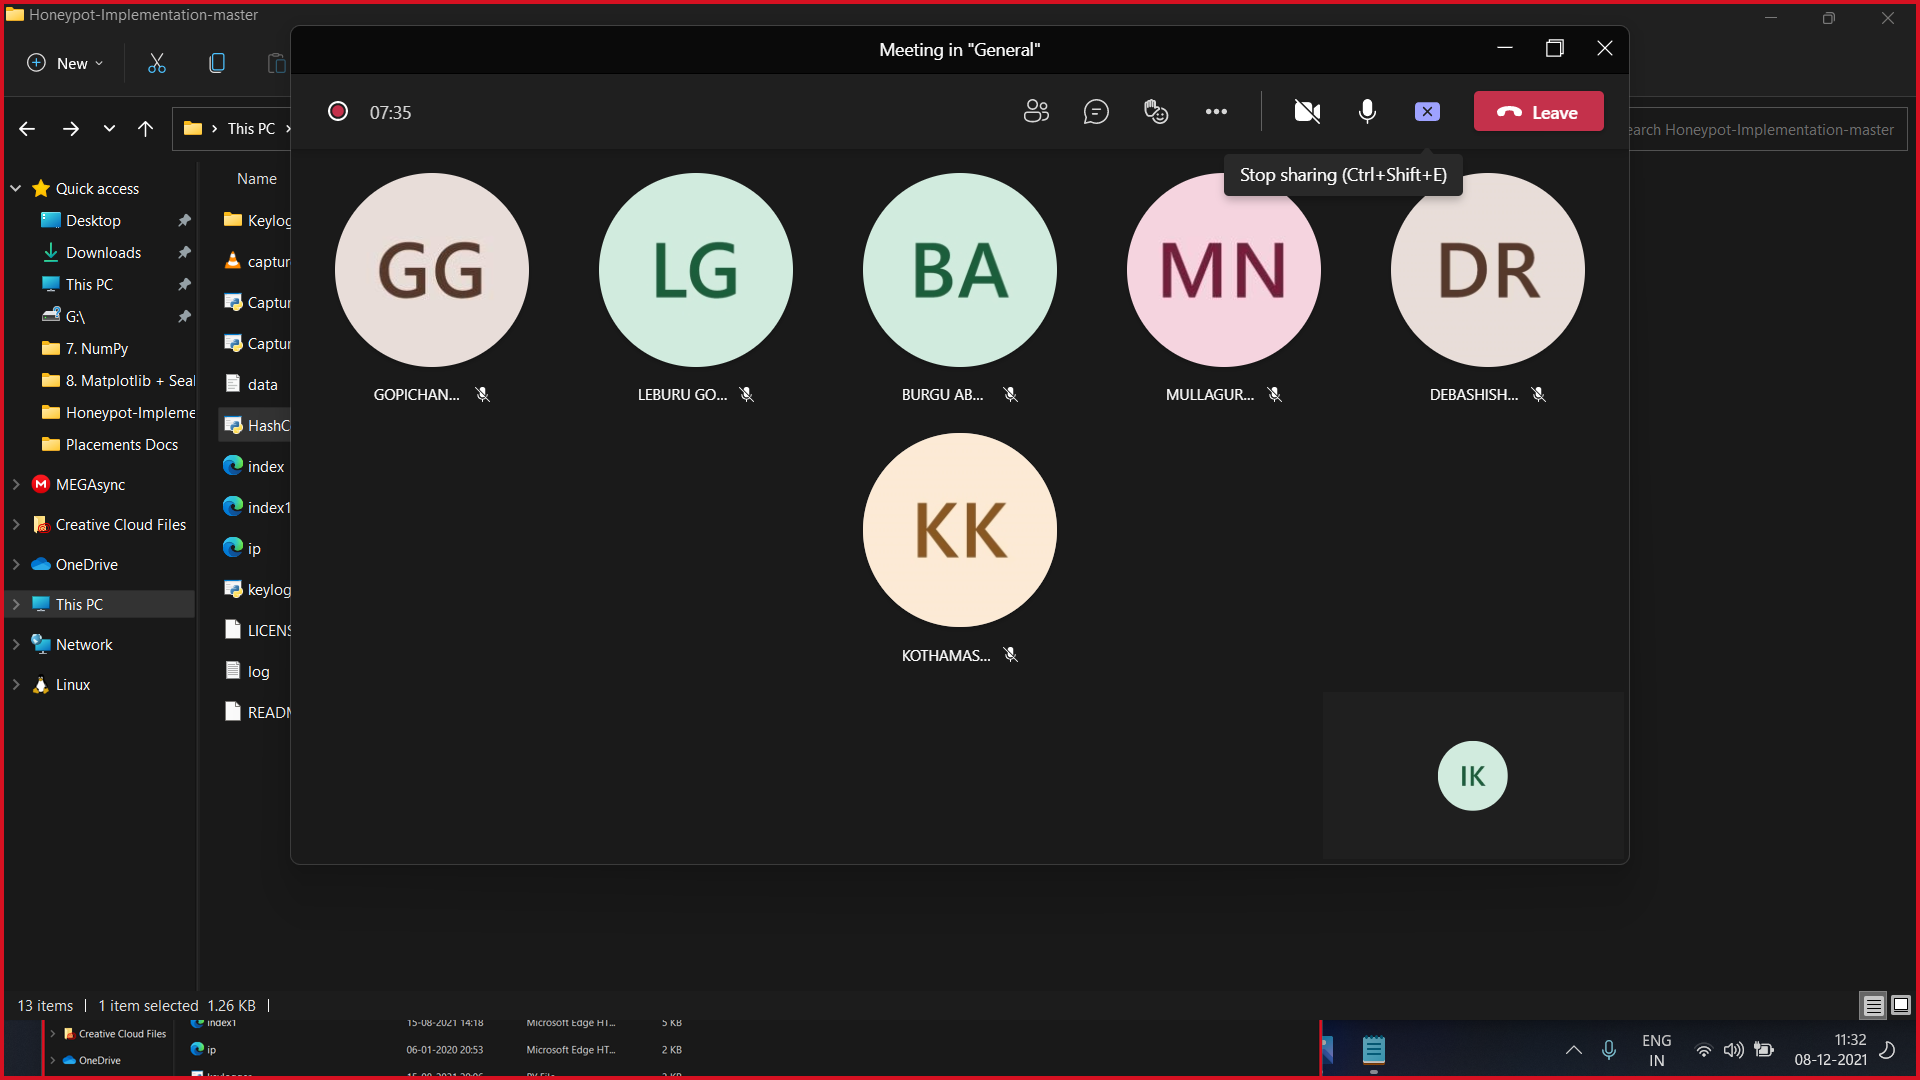 Honeypot-Implementation-master
New
This PC
Search Honeypot-Implementation-master
Quick access
Desktop
Downloads
This PC
G:\
7. NumPy
8. Matplotlib + Sea
Honeypot-Impleme
Placements Docs
MEGAsync
Creative Cloud Files
OneDrive
This PC
Network
Linux
Name
Keylog
captur
Captur
Captur
data
HashC
index
index1
ip
keylog
LICENS
log
READM
Meeting in "General"
07:35
Leave
Stop sharing (Ctrl+Shift+E)
GG
LG
BA
MN
DR
GOPICHAN...
LEBURU GO...
BURGU AB...
MULLAGUR...
DEBASHISH...
KK
KOTHAMAS...
IK
13 items
1 item selected 1.26 KB
index1 15-08-2021 14:18 Microsoft Edge HT... 5 KB
Creative Cloud Files
ip 06-01-2020 20:53 Microsoft Edge HT... 2 KB
OneDrive
ENG
IN
11:32
08-12-2021